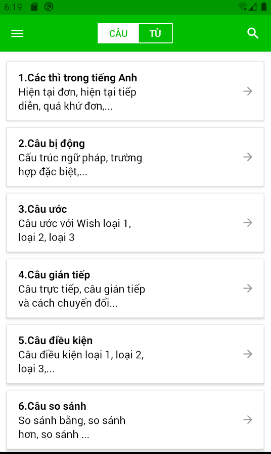 6:19
CÂU TỪ
1.Các thì trong tiếng Anh
Hiện tại đơn, hiện tại tiếp
diễn, quá khứ đơn,...
2.Câu bị động
Cấu trúc ngữ pháp, trường
hợp đặc biệt,...
3.Câu ước
Câu ước với Wish loại 1,
loại 2, loại 3
4.Câu gián tiếp
Câu trực tiếp, câu gián tiếp
và cách chuyển đổi...
5.Câu điều kiện
Câu điều kiện loại 1, loại 2,
loại 3,...
6.Câu so sánh
So sánh bằng, so sánh
hơn, so sánh ...